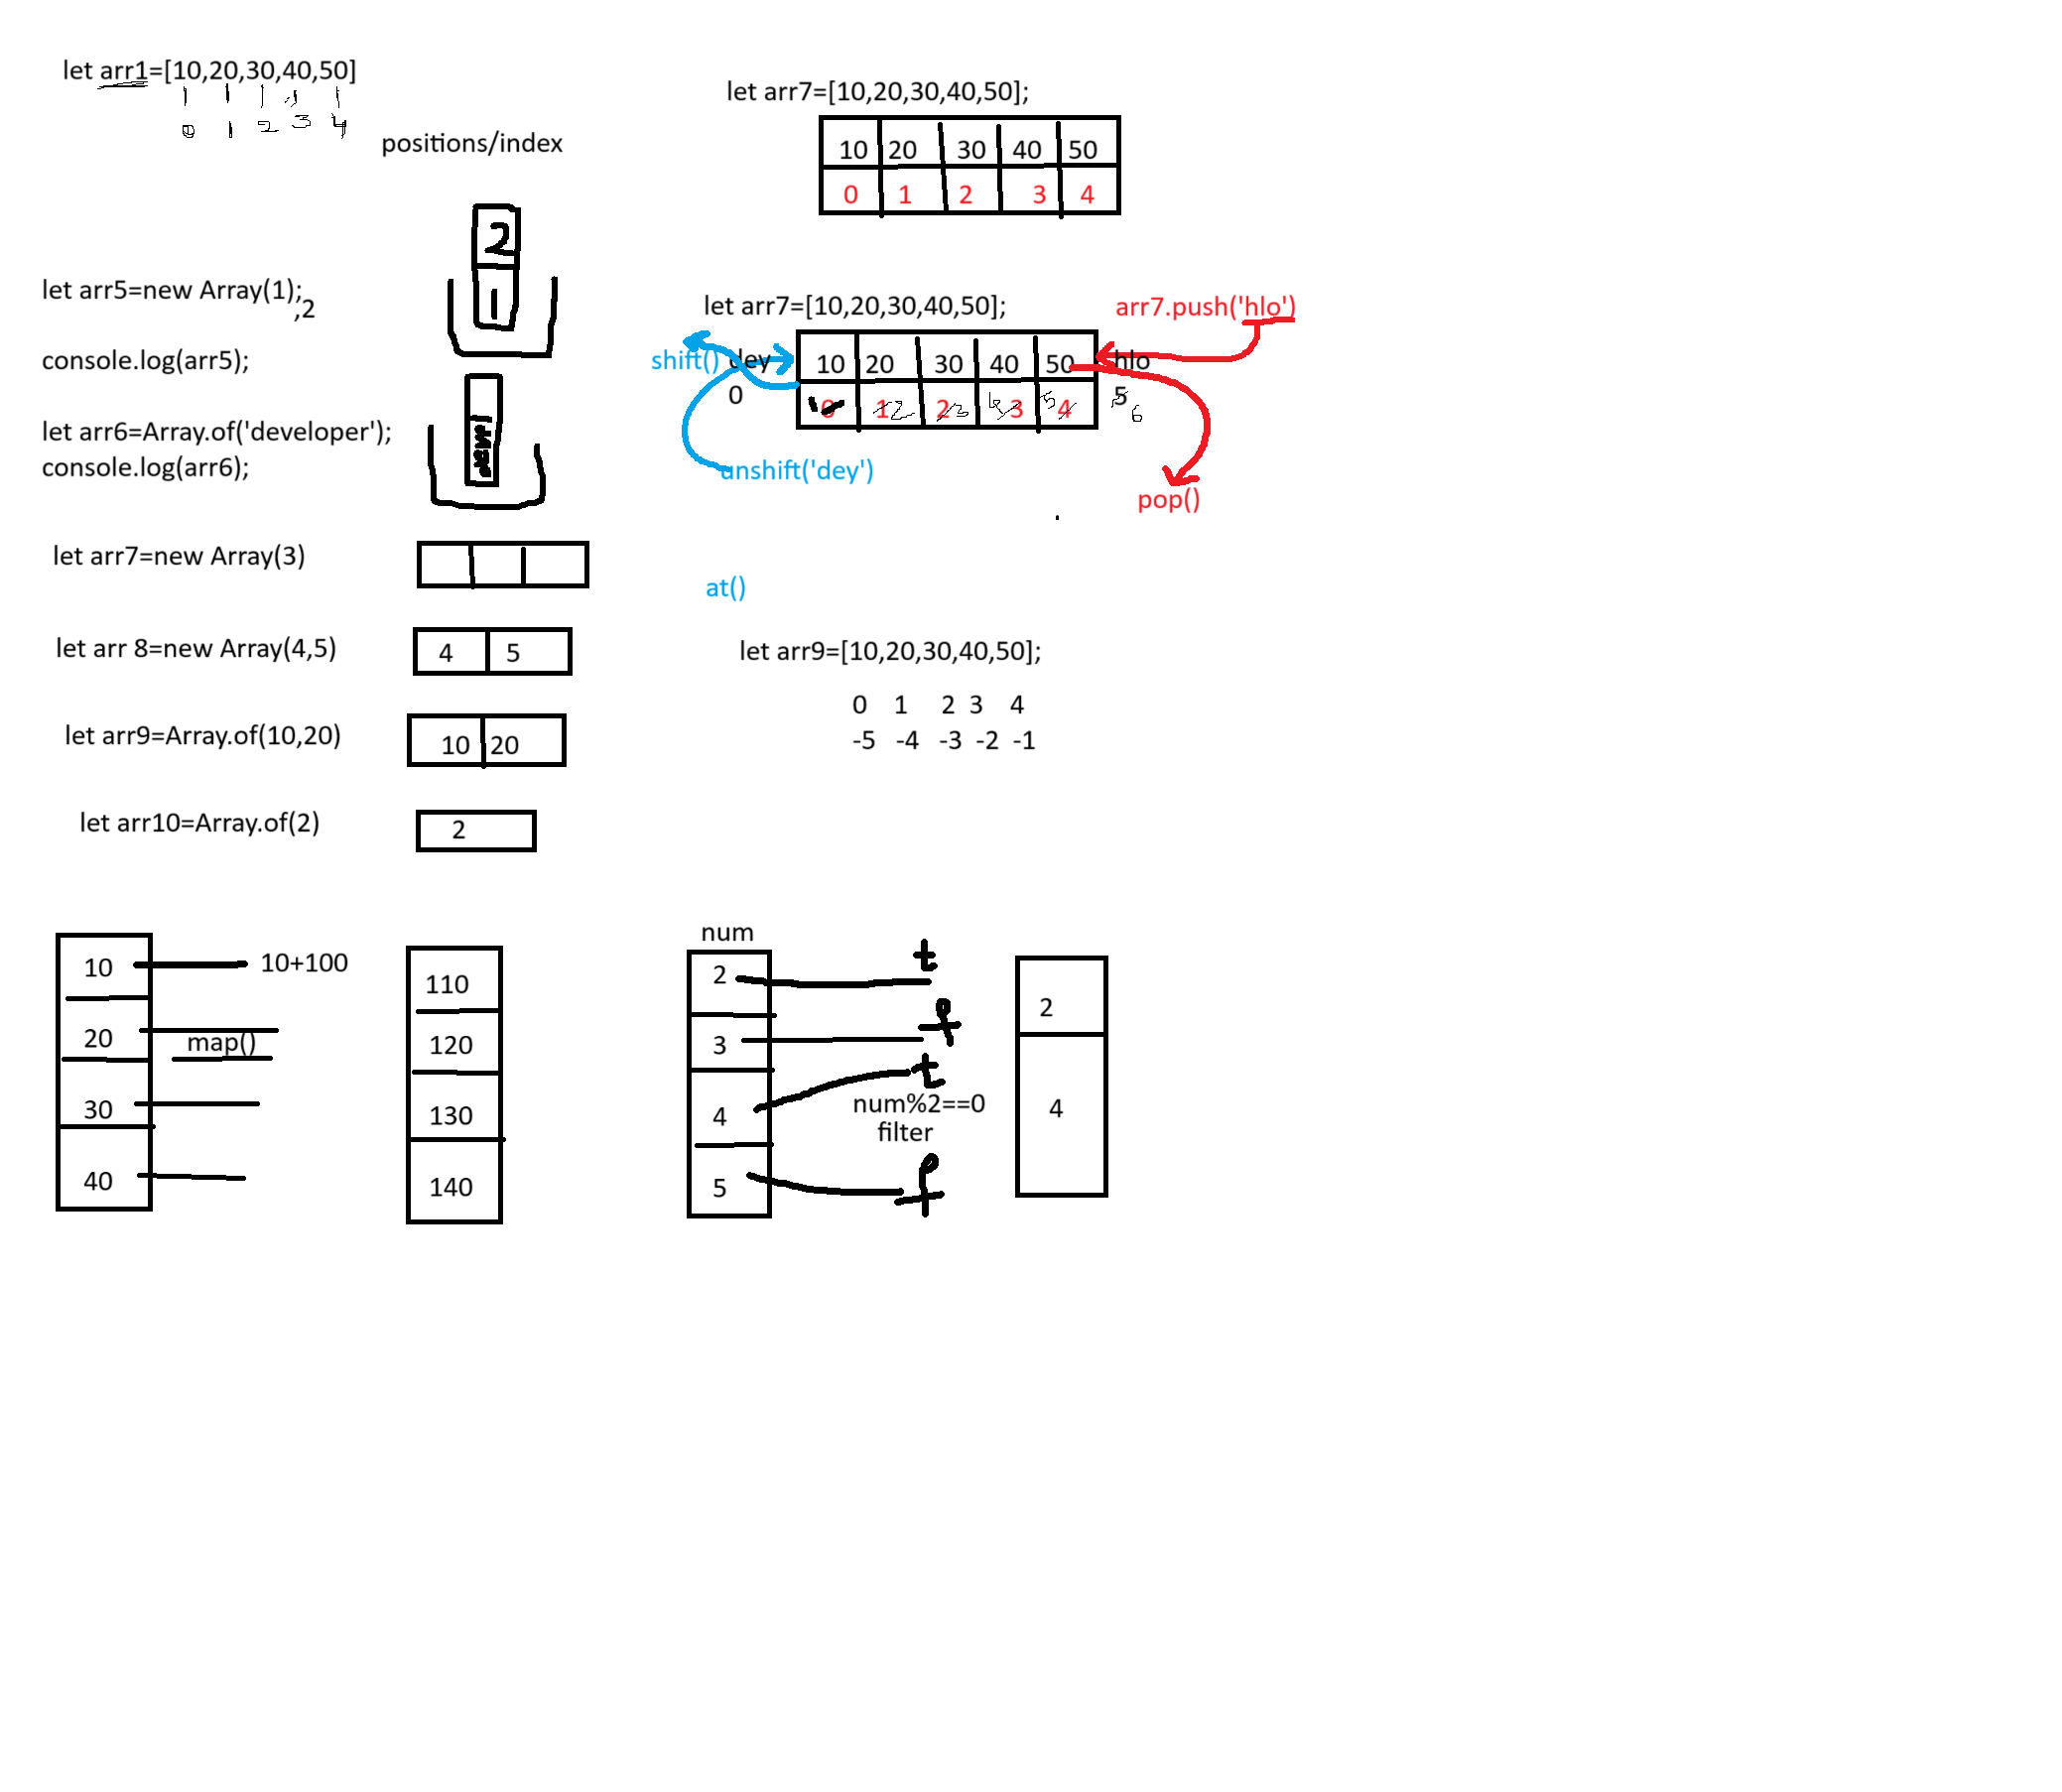 let arr1=[10,20,30,40,50]
0 1 2 3 4
positions/index
2
1
let arr5=new Array(1);
,2
console.log(arr5);
let arr6=Array.of('developer');
console.log(arr6);
let arr7=new Array(3)
let arr 8=new Array(4,5)
4 5
let arr9=Array.of(10,20)
10 20
let arr10=Array.of(2)
2
let arr7=[10,20,30,40,50];
10 20 30 40 50
0 1 2 3 4
let arr7=[10,20,30,40,50];
arr7.push('hlo')
shift() dey 10 20 30 40 50 hlo
0 0 1 2 2 3 4 3 5 4 5 6
unshift('dey')
pop()
at()
let arr9=[10,20,30,40,50];
0 1 2 3 4
-5 -4 -3 -2 -1
10 10+100
20
map()
30
40
110
120
130
140
num
2 t
3 f
4 t
num%2==0
filter
5 f
2
4